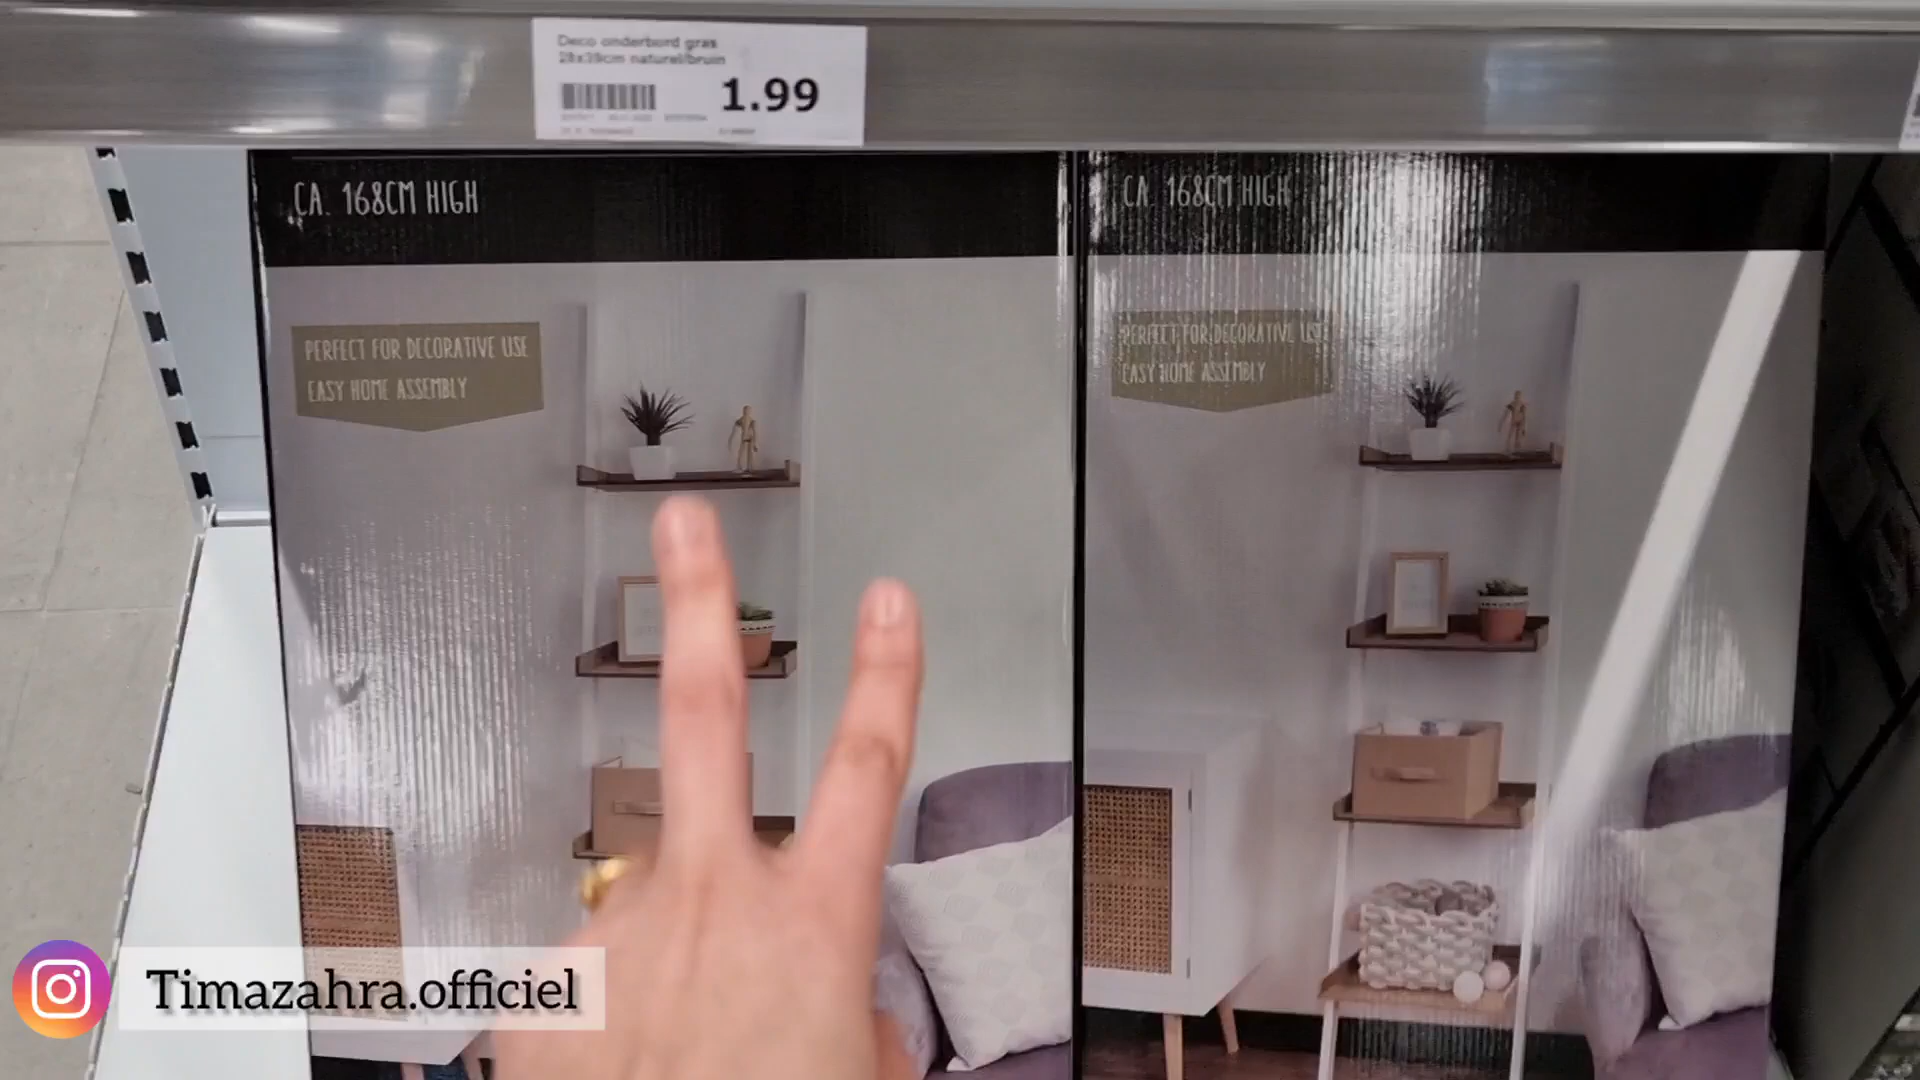 Deco onderbord gras
28x39cm naturel/bruin
1.99
CA. 168CM HIGH
CA. 168CM HIGH
PERFECT FOR DECORATIVE USE
EASY HOME ASSEMBLY
PERFECT FOR DECORATIVE USE
EASY HOME ASSEMBLY
Timazahra.officiel